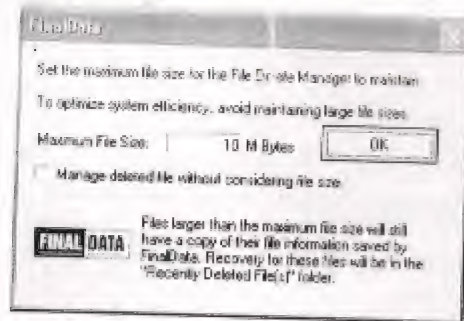 FinalData
Set the maximum file size for the File Delete Manager to maintain.
To optimize system efficiency, avoid maintaining large file sizes.
Maximum File Size: 10 M Bytes OK
Manage deleted file without considering file size
FINAL DATA
Files larger than the maximum file size will still
have a copy of their file information saved by
FinalData. Recovery for these files will be in the
"Recently Deleted File(s)" folder.